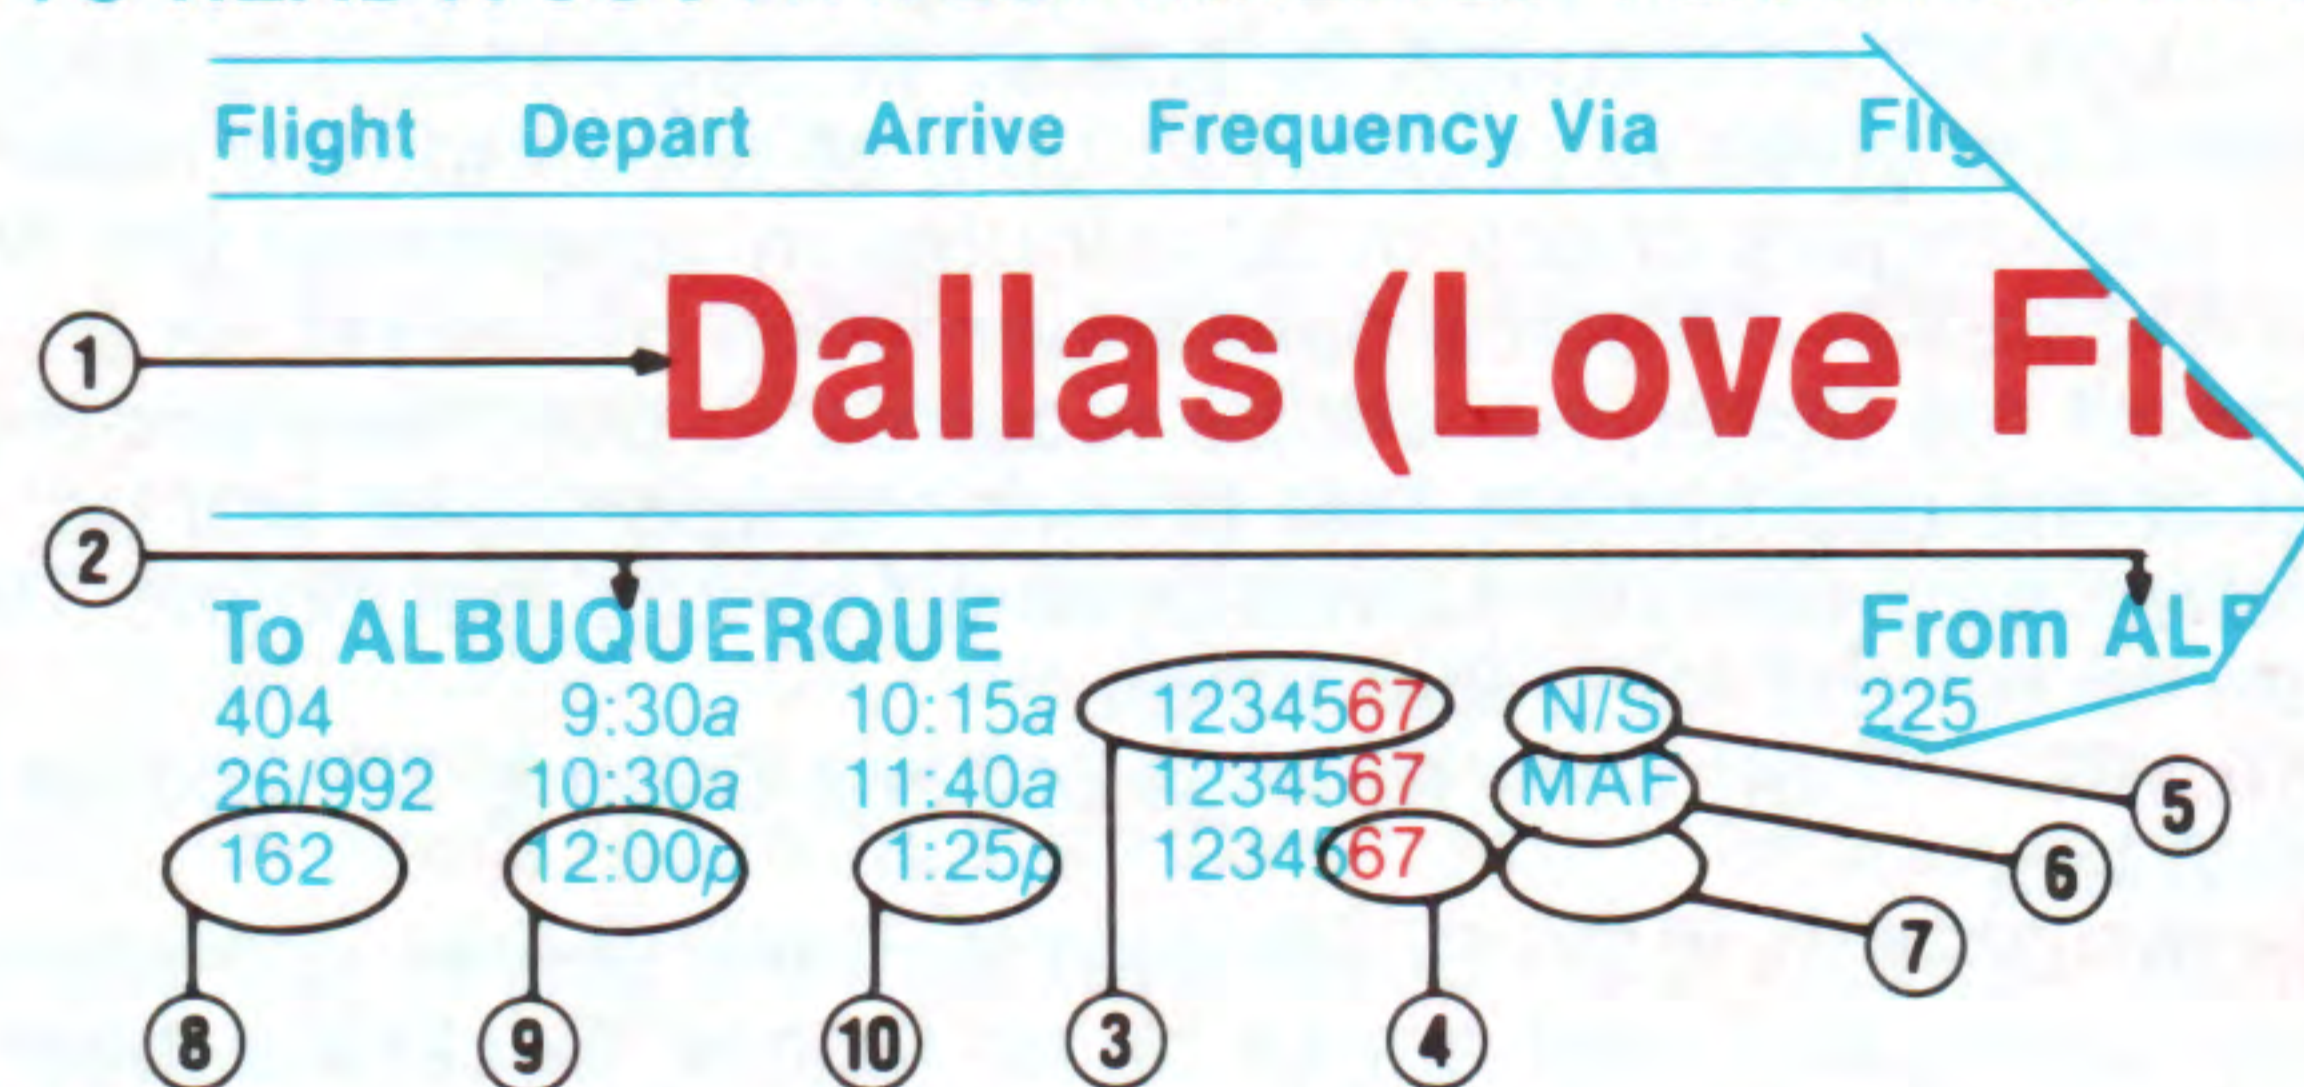 Flight Depart Arrive Frequency Via
1
Dallas (Love
2
To ALBUQUERQUE From
404 9:30a 10:15a 1234567 N/S 225
26/992 10:30a 11:40a 1234567 MAF
162 12:00p 1:25p 1234567
5
6
7
8 9 10 3 4